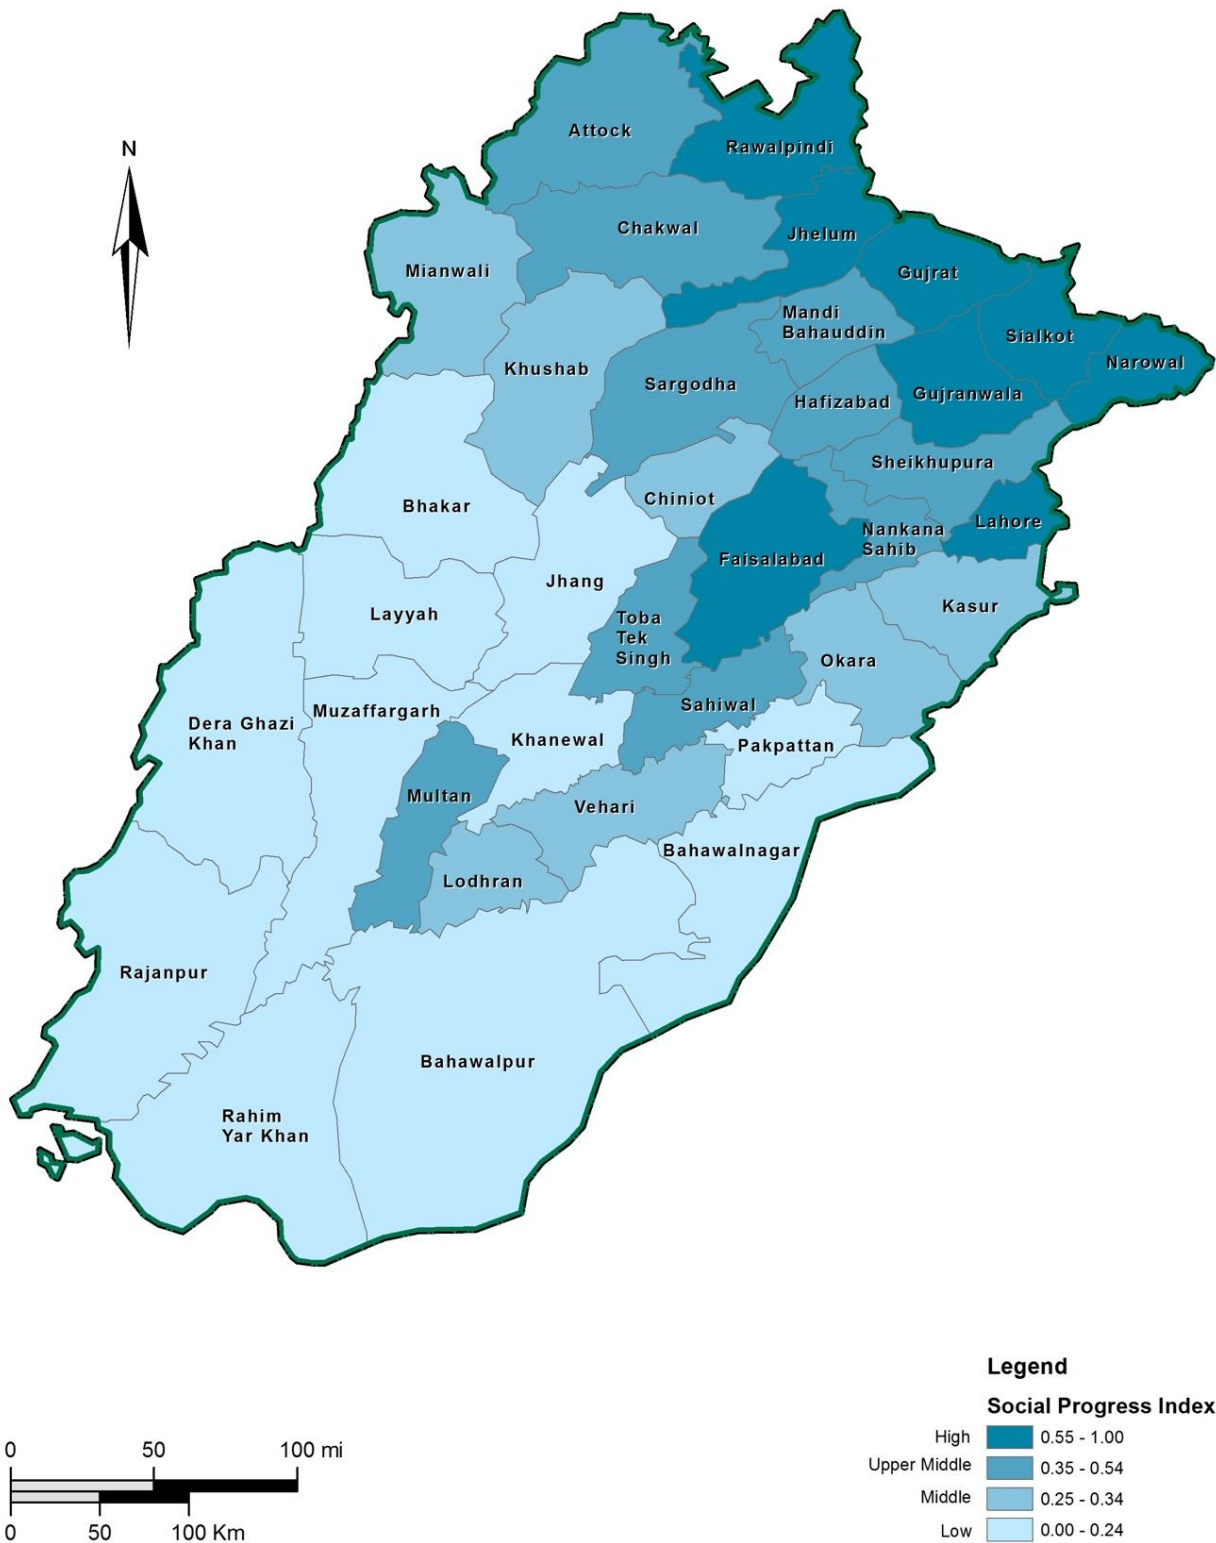 N
Attock
Rawalpindi
Chakwal
Jhelum
Mianwali
Gujrat
Mandi
Bahauddin
Sialkot
Narowal
Khushab
Sargodha
Hafizabad
Gujranwala
Sheikhupura
Bhakar
Chiniot
Lahore
Nankana
Sahib
Faisalabad
Jhang
Layyah
Toba
Tek
Singh
Kasur
Okara
Sahiwal
Dera Ghazi
Khan
Muzaffargarh
Khanewal
Pakpattan
Multan
Vehari
Bahawalnagar
Lodhran
Rajanpur
Bahawalpur
Rahim
Yar Khan
Legend
Social Progress Index
High 0.55 - 1.00
Upper Middle 0.35 - 0.54
Middle 0.25 - 0.34
Low 0.00 - 0.24
0 50 100 mi
0 50 100 Km